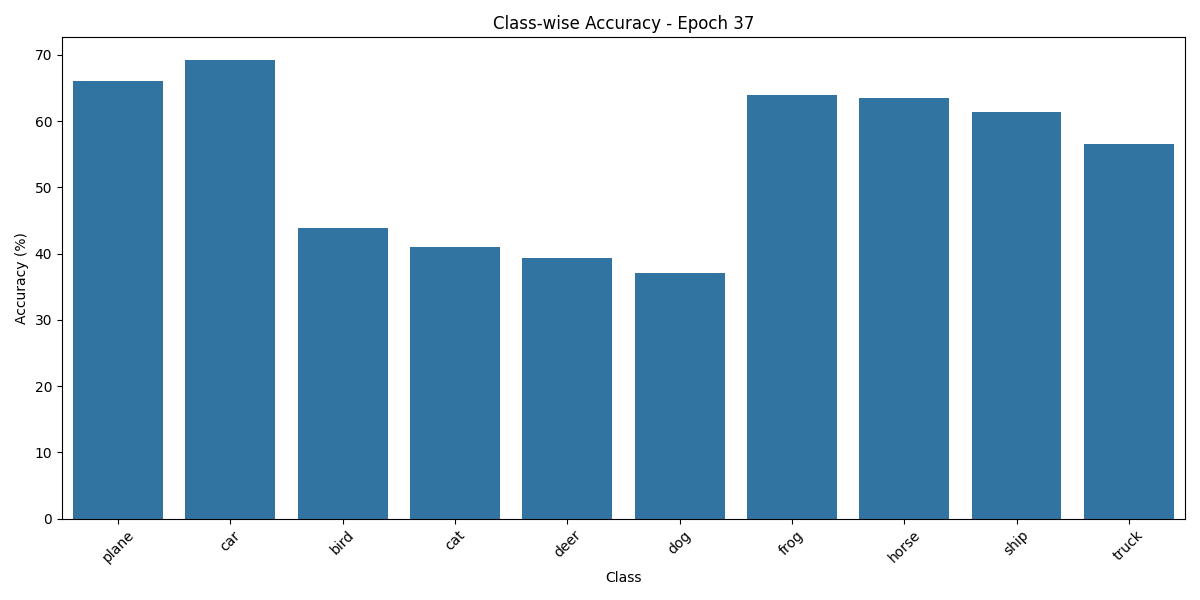 Class-wise Accuracy - Epoch 37
Accuracy (%)
70
60
50
40
30
20
10
0
plane
car
bird
cat
deer
dog
frog
horse
ship
truck
Class